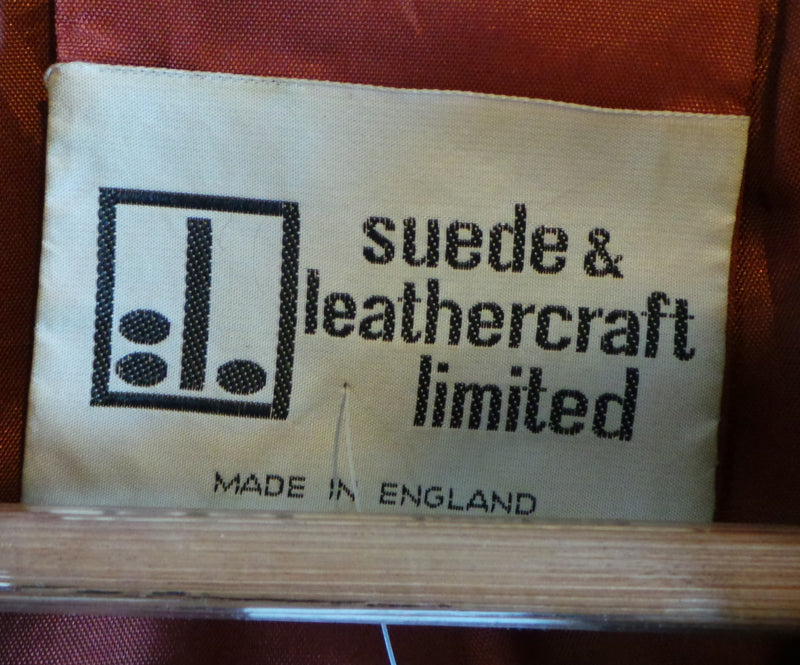 suede &
leathercraft
limited
MADE IN ENGLAND